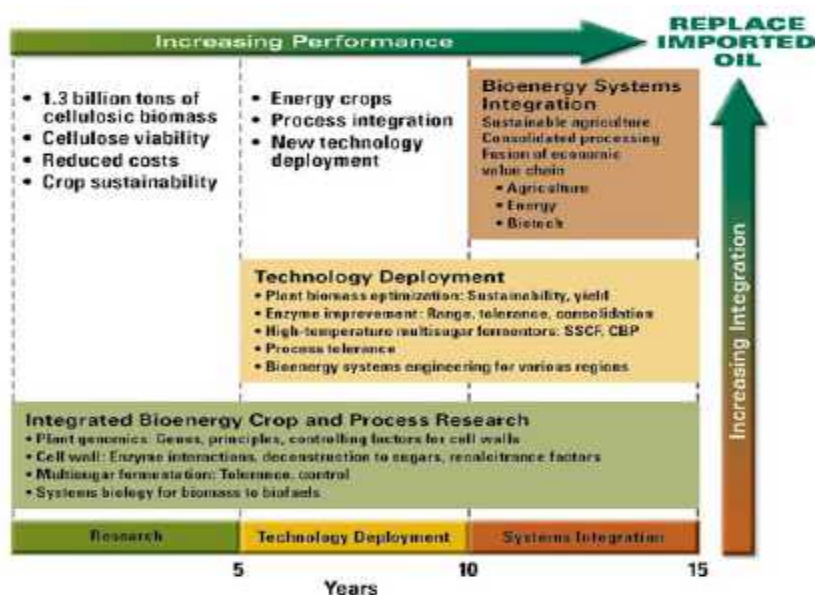 Increasing Performance
REPLACE
IMPORTED
OIL
• 1.3 billion tons of
cellulosic biomass
• Cellulose viability
• Reduced costs
• Crop sustainability
• Energy crops
• Process integration
• New technology
deployment
Bioenergy Systems
Integration
Sustainable agriculture
Consolidated processing
Fusion of economic
value chain
• Agriculture
• Energy
• Biotech
Technology Deployment
• Plant biomass optimization: Sustainability, yield
• Enzyme improvement: Range, tolerance, consolidation
• High-temperature multisugar fermentors: SSCF, CBP
• Process tolerance
• Bioenergy systems engineering for various regions
Integrated Bioenergy Crop and Process Research
• Plant genomics: Genes, principles, controlling factors for cell walls
• Cell wall: Enzyme interactions, deconstruction to sugars, recalcitrance factors
• Multisugar fermentation: Tolerance, control
• Systems biology for biomass to biofuels
Increasing Integration
Research
Technology Deployment
Systems Integration
5
10
15
Years